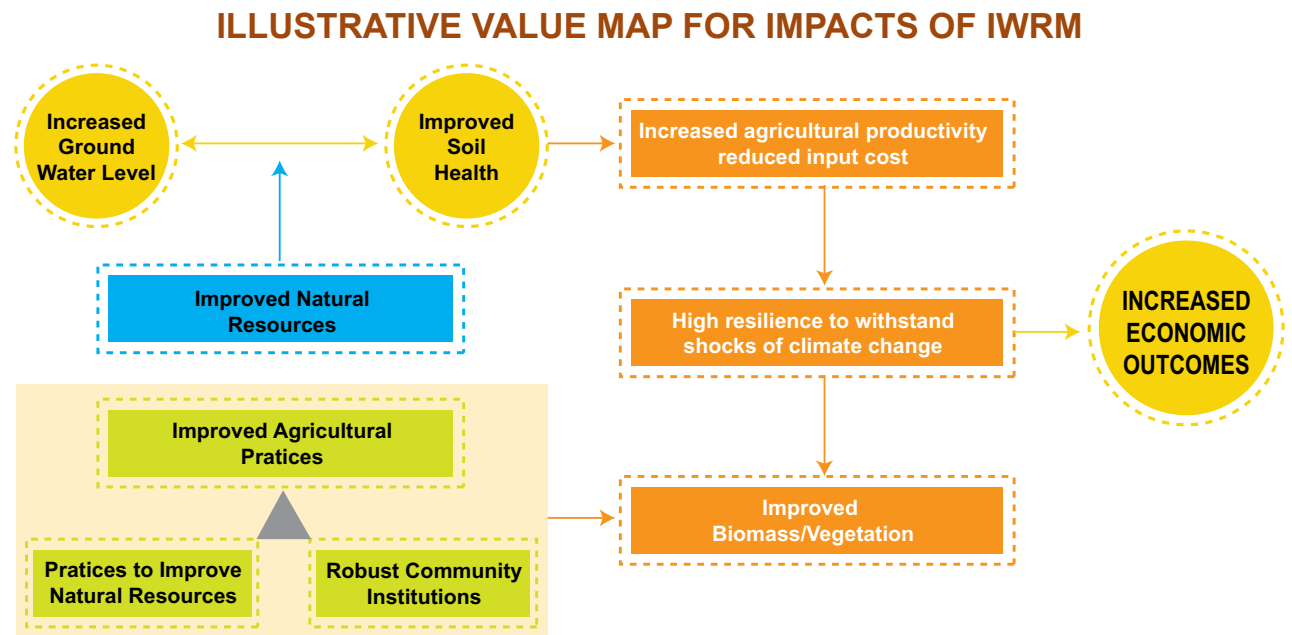 ILLUSTRATIVE VALUE MAP FOR IMPACTS OF IWRM
Increased
Ground
Water Level
Improved
Soil
Health
Increased agricultural productivity
reduced input cost
Improved Natural
Resources
High resilience to withstand
shocks of climate change
INCREASED
ECONOMIC
OUTCOMES
Improved Agricultural
Pratices
Pratices to Improve
Natural Resources
Robust Community
Institutions
Improved
Biomass/Vegetation